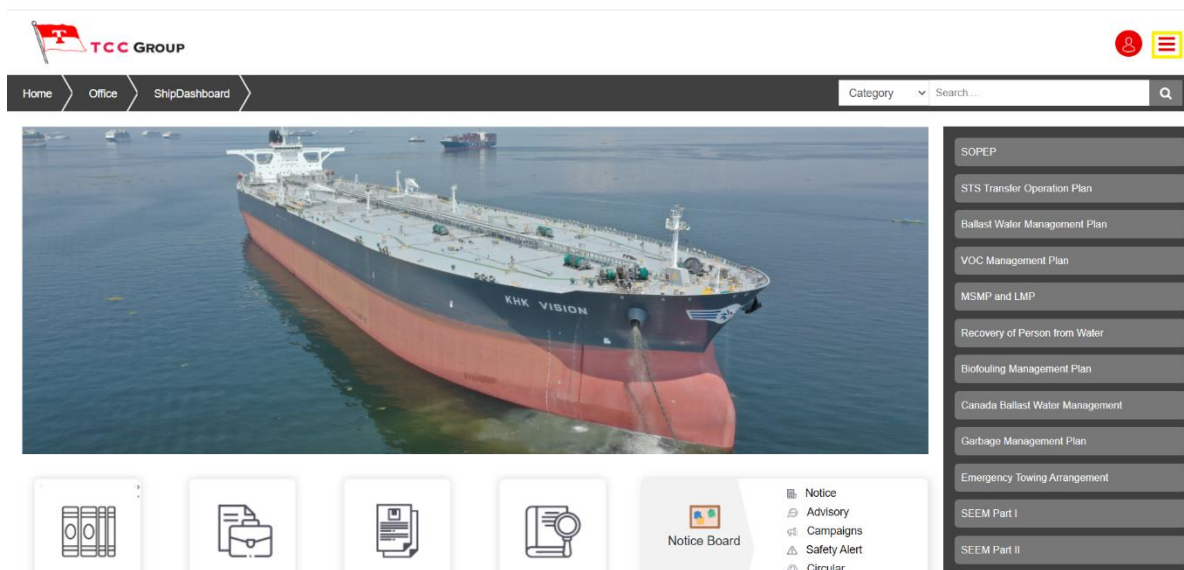 T
TCC GROUP
Home Office ShipDashboard Category Search...
KHK VISION
SOPEP
STS Transfer Operation Plan
Ballast Water Management Plan
VOC Management Plan
MSMP and LMP
Recovery of Person from Water
Biofouling Management Plan
Canada Ballast Water Management
Garbage Management Plan
Emergency Towing Arrangement
SEEM Part I
SEEM Part II
Notice Board
Notice
Advisory
Campaigns
Safety Alert
Circular